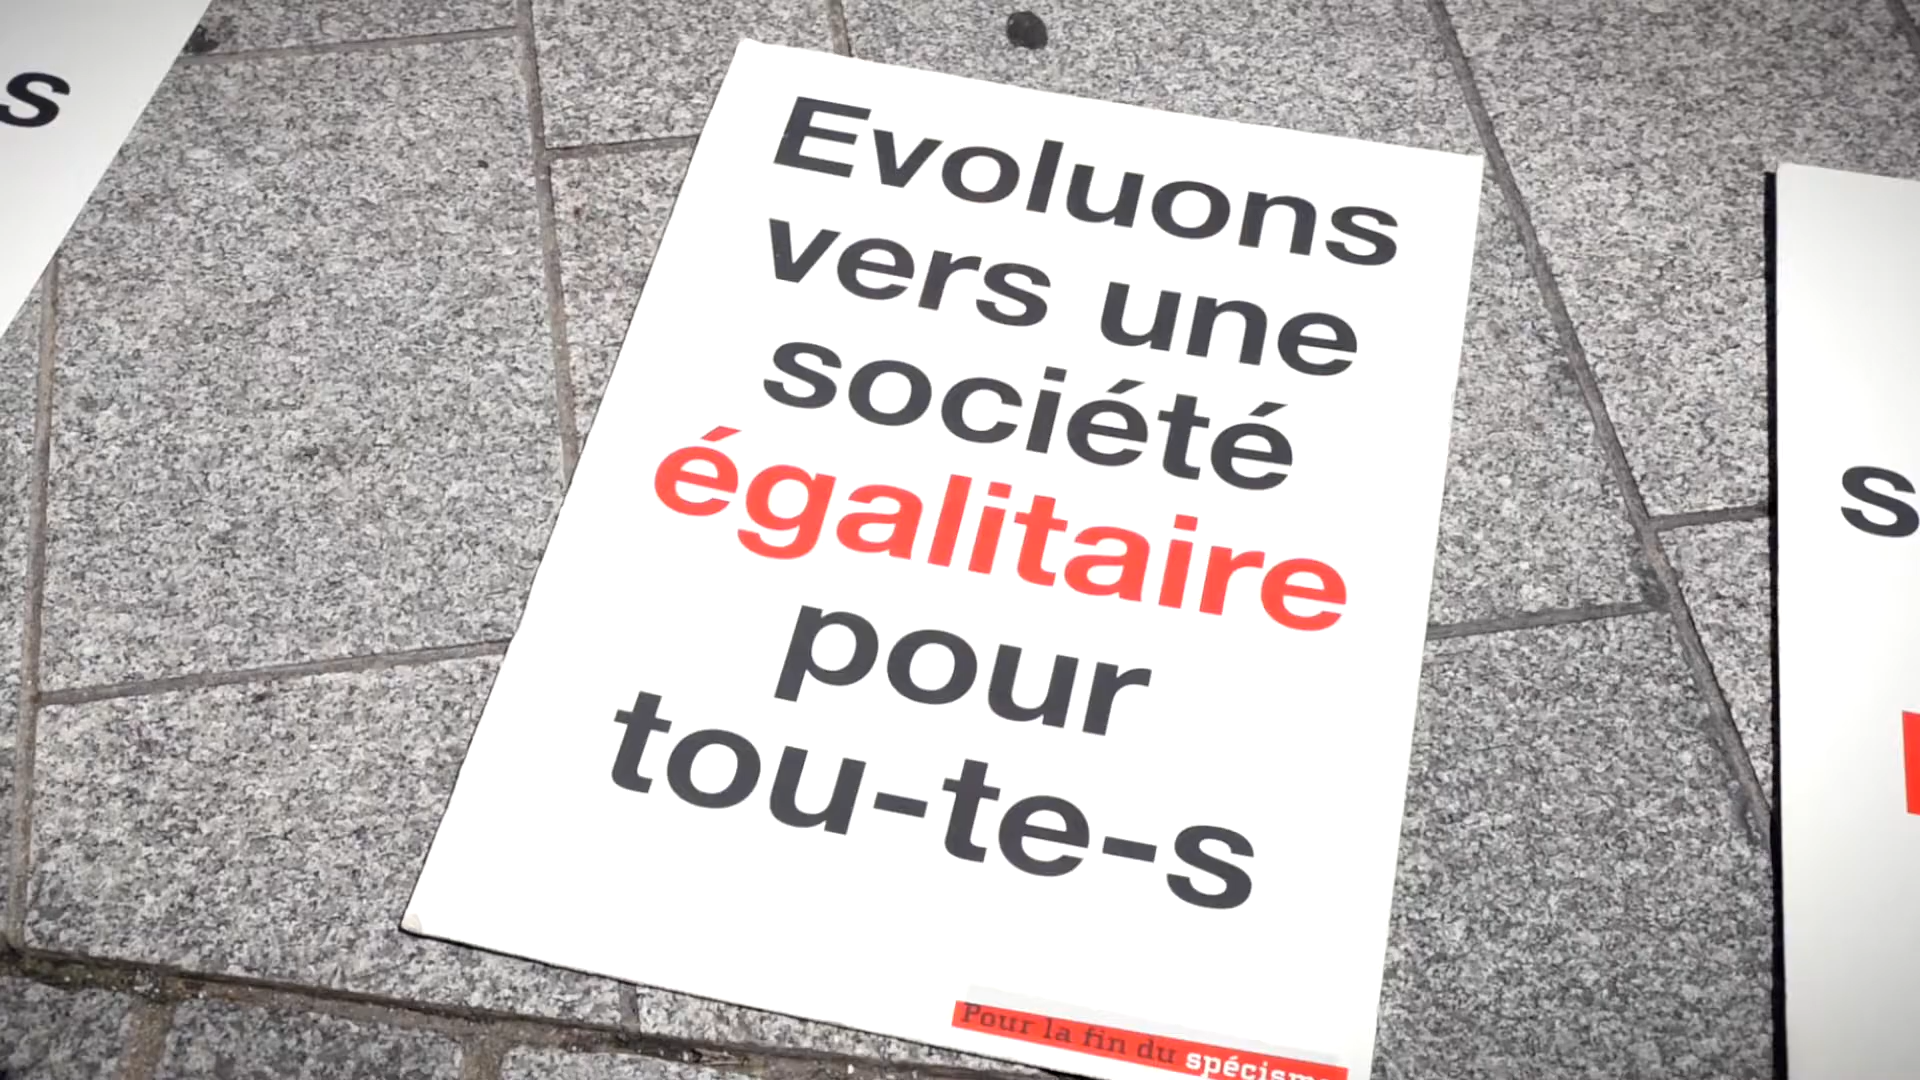 Evoluons
vers une
société
égalitaire
pour
tou-te-s
Pour la fin du spécisme
s
s